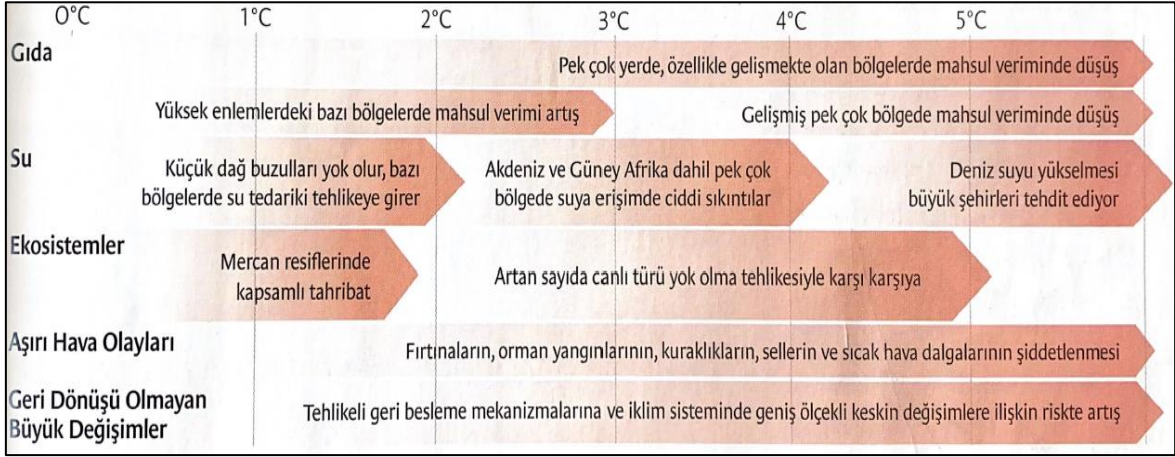 0°C 1°C 2°C 3°C 4°C 5°C
Gıda
Pek çok yerde, özellikle gelişmekte olan bölgelerde mahsul veriminde düşüş
Yüksek enlemlerdeki bazı bölgelerde mahsul verimi artış
Gelişmiş pek çok bölgede mahsul veriminde düşüş
Su
Küçük dağ buzulları yok olur, bazı
bölgelerde su tedariki tehlikeye girer
Akdeniz ve Güney Afrika dahil pek çok
bölgede suya erişimde ciddi sıkıntılar
Deniz suyu yükselmesi
büyük şehirleri tehdit ediyor
Ekosistemler
Mercan resiflerinde
kapsamlı tahribat
Artan sayıda canlı türü yok olma tehlikesiyle karşı karşıya
Aşırı Hava Olayları
Fırtınaların, orman yangınlarının, kuraklıkların, sellerin ve sıcak hava dalgalarının şiddetlenmesi
Geri Dönüşü Olmayan
Büyük Değişimler
Tehlikeli geri besleme mekanizmalarına ve iklim sisteminde geniş ölçekli keskin değişimlere ilişkin riskte artış